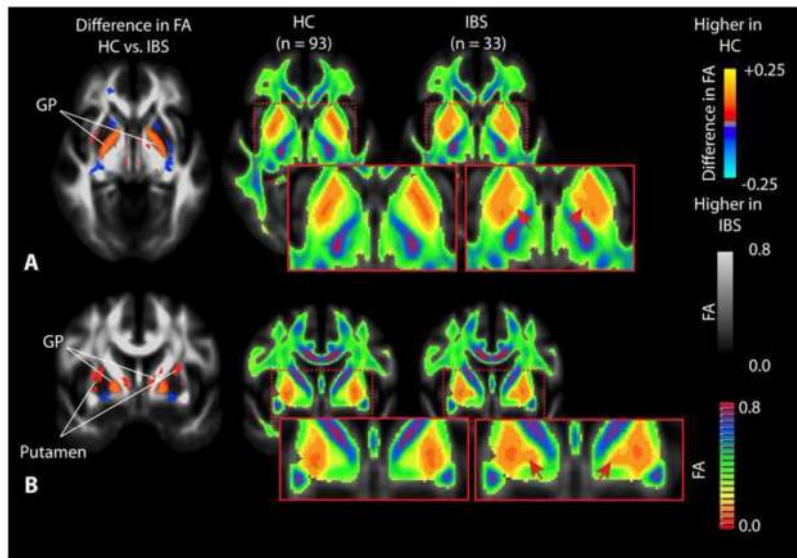 Difference in FA
HC vs. IBS
HC
(n = 93)
IBS
(n = 33)
Higher in
HC
+0.25
Difference in FA
-0.25
Higher in
IBS
GP
A
0.8
FA
0.0
GP
Putamen
B
0.8
FA
0.0